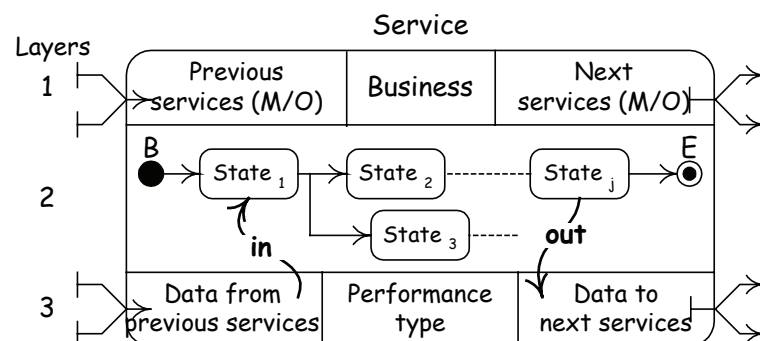 Service
Layers
1
Previous
services (M/O)
Business
Next
services (M/O)
2
B
State 1
State 2
State j
E
State 3
in
out
3
Data from
previous services
Performance
type
Data to
next services